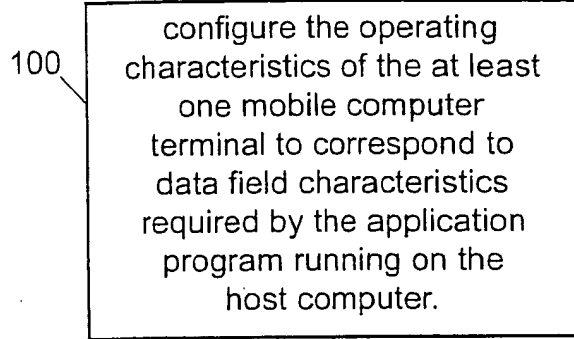 configure the operating
100 characteristics of the at least
one mobile computer
terminal to correspond to
data field characteristics
required by the application
program running on the
host computer.